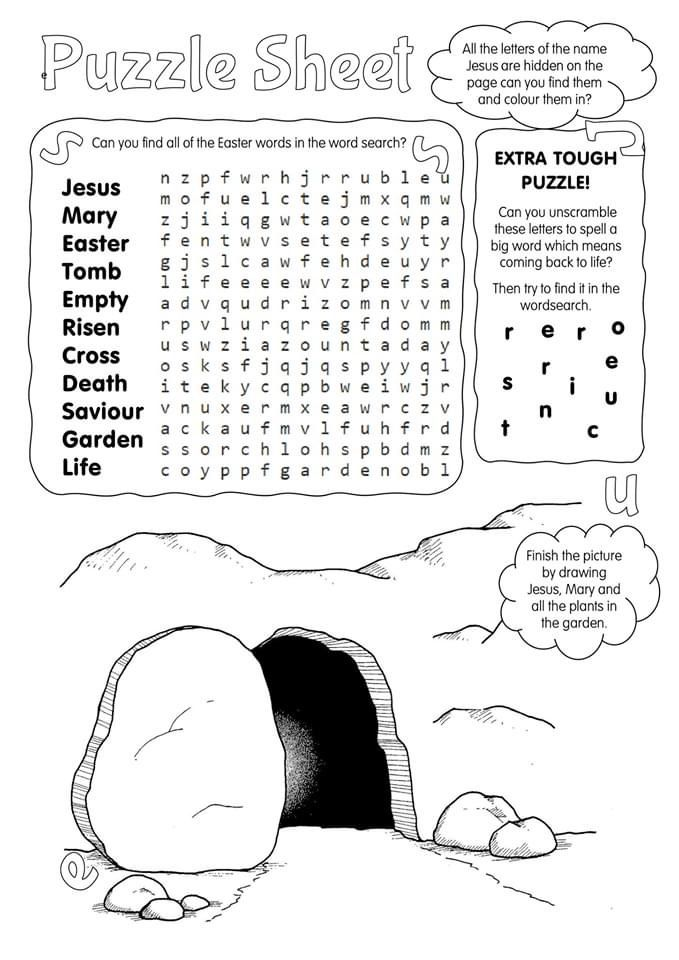 Puzzle Sheet
e
All the letters of the name
Jesus are hidden on the
page can you find them
and colour them in?
J
S
Can you find all of the Easter words in the word search?
S
Jesus
Mary
Easter
Tomb
Empty
Risen
Cross
Death
Saviour
Garden
Life
n z p f w r h j r r u b l e u
m o f u e l c t e j m x q m w
z j i i q g w t a o e c w p a
f e n t w v s e t e f s y t y
g j s l c a w f e h d e u y r
l i f e e e e w v z p e f s a
a d v q u d r i z o m n v v m
r p v l u r q r e g f d o m m
u s w z i a z o u n t a d a y
o s k s f j q j q s p y y q l
i t e k y c q p b w e i w j r
v n u x e r m x e a w r c z v
a c k a u f m v l f u h f r d
s s o r c h l o h s p b d m z
c o y p p f g a r d e n o b l
EXTRA TOUGH
PUZZLE!
Can you unscramble
these letters to spell a
big word which means
coming back to life?
Then try to find it in the
wordsearch.
r e r o
r e
s i u
n
t c
u
Finish the picture
by drawing
Jesus, Mary and
all the plants in
the garden.
e